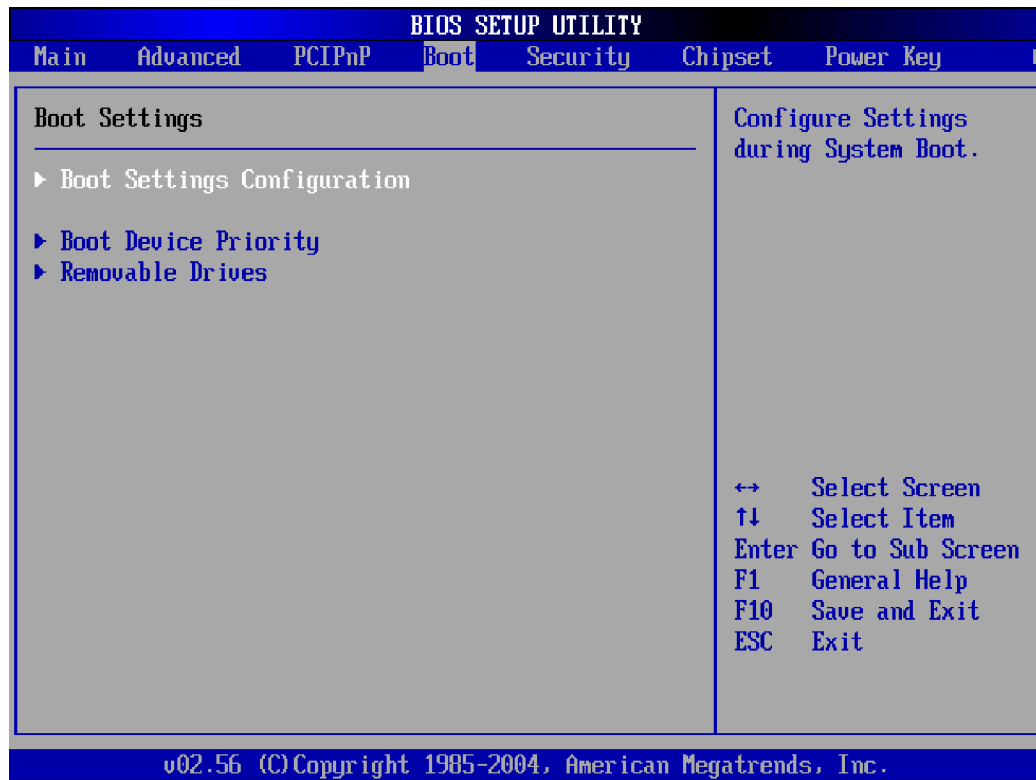 BIOS SETUP UTILITY
Main Advanced PCIPnP Boot Security Chipset Power Key
Boot Settings
Boot Settings Configuration
Boot Device Priority
Removable Drives
Configure Settings
during System Boot.
↔ Select Screen
↑↓ Select Item
Enter Go to Sub Screen
F1 General Help
F10 Save and Exit
ESC Exit
v02.56 (C)Copyright 1985-2004, American Megatrends, Inc.